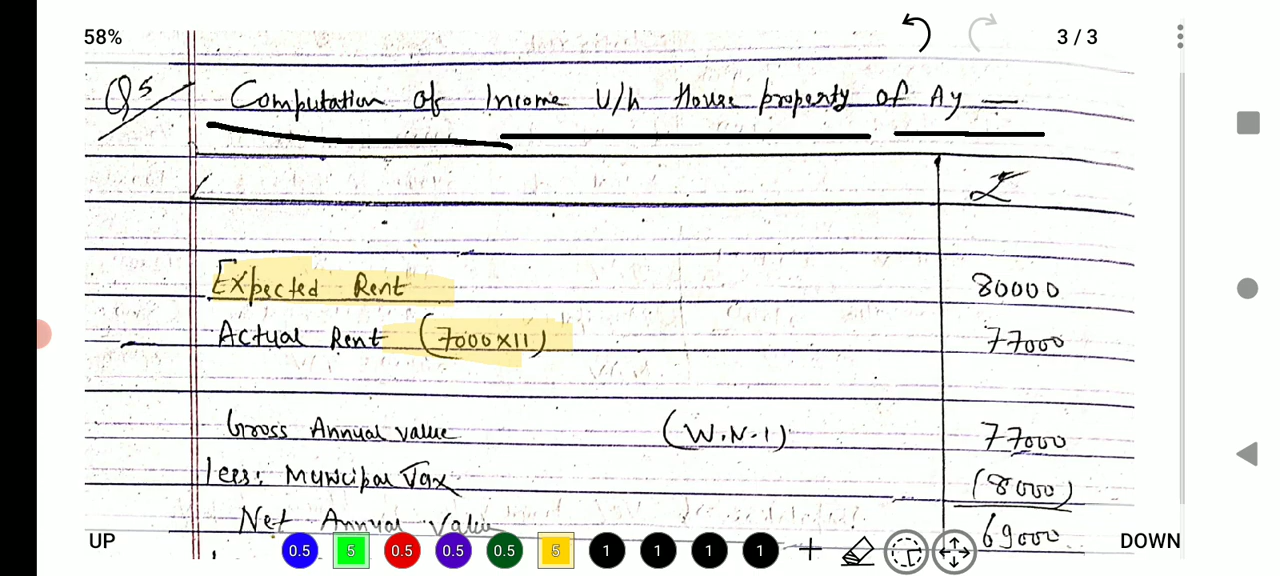 58%
3 / 3
Q5 Computation of Income U/h House property of Ay —
₹
Expected Rent 80000
Actual Rent (7000x11) 77000
Gross Annual value (W.N-1) 77000
less: Municipal Tax (8000)
Net Annual Value 69000
UP 0.5 5 0.5 0.5 0.5 5 1 1 1 1 + DOWN